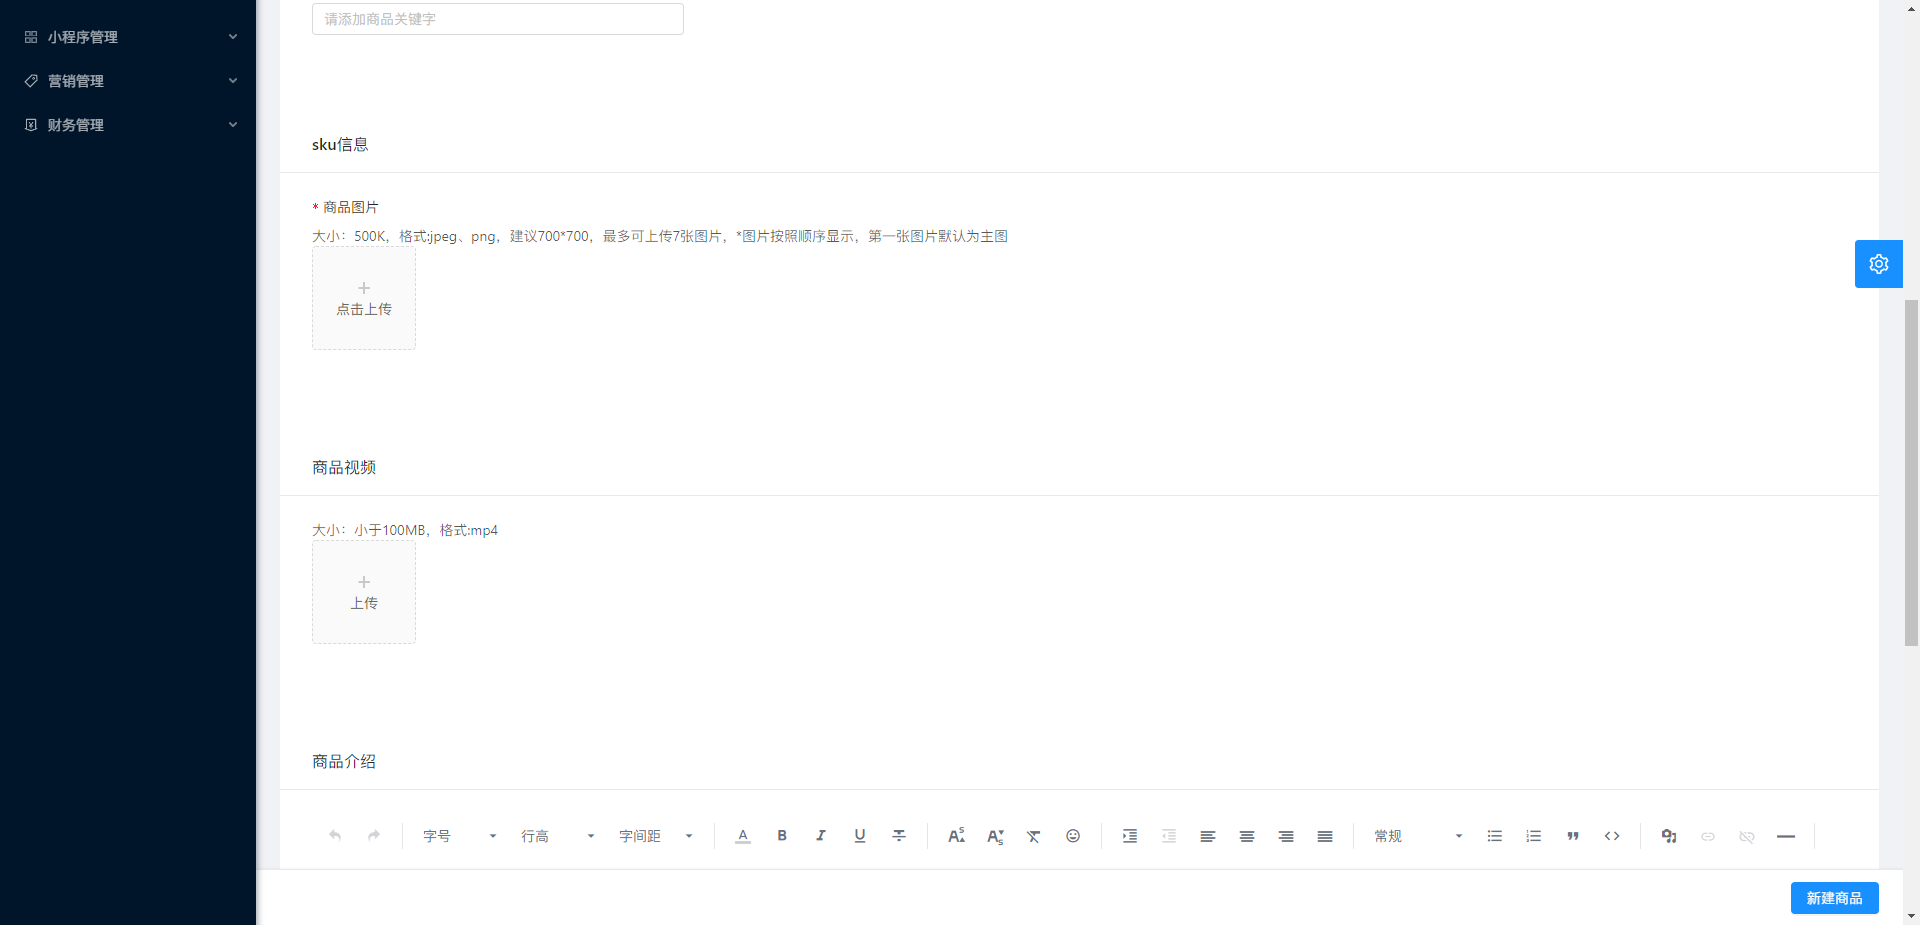 小程序管理
营销管理
财务管理
请添加商品关键字
sku信息
* 商品图片
大小：500K，格式:jpeg、png，建议700*700，最多可上传7张图片，*图片按照顺序显示，第一张图片默认为主图
点击上传
商品视频
大小：小于100MB，格式:mp4
上传
商品介绍
字号 行高 字间距 常规
新建商品